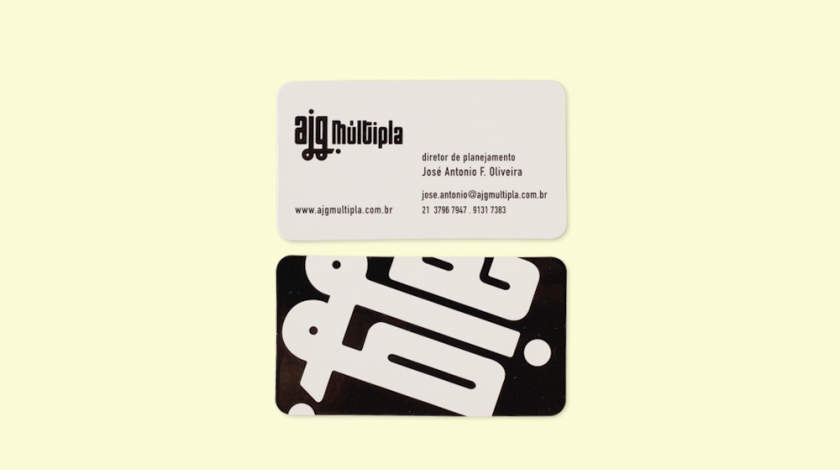 ajg múltipla
diretor de planejamento
José Antonio F. Oliveira
jose.antonio@ajgmultipla.com.br
www.ajgmultipla.com.br
21 3796 7947 . 9131 7383